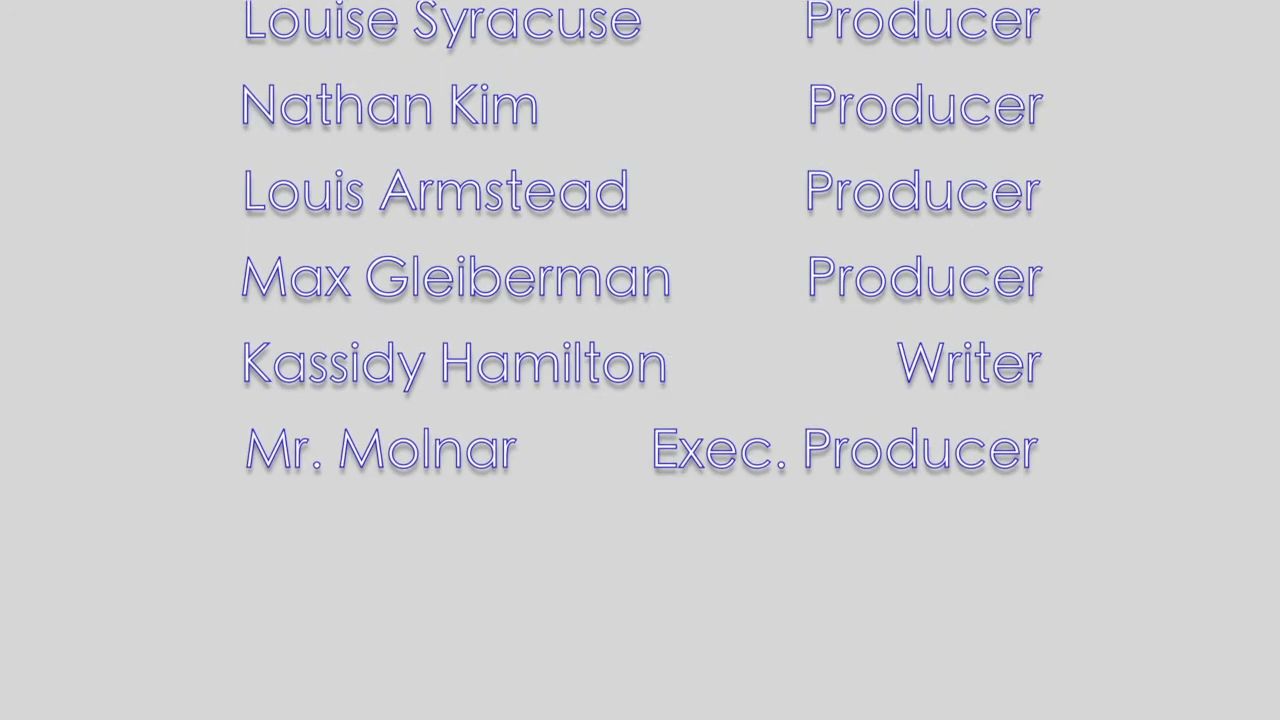 Louise Syracuse Producer
Nathan Kim Producer
Louis Armstead Producer
Max Gleiberman Producer
Kassidy Hamilton Writer
Mr. Molnar Exec. Producer